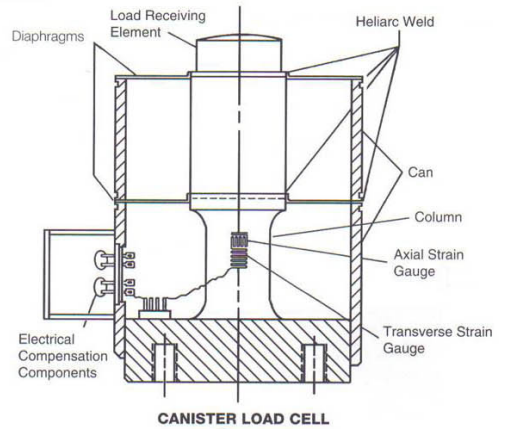 Load Receiving
Element
Heliarc Weld
Diaphragms
Can
Column
Axial Strain
Gauge
Transverse Strain
Gauge
Electrical
Compensation
Components
CANISTER LOAD CELL